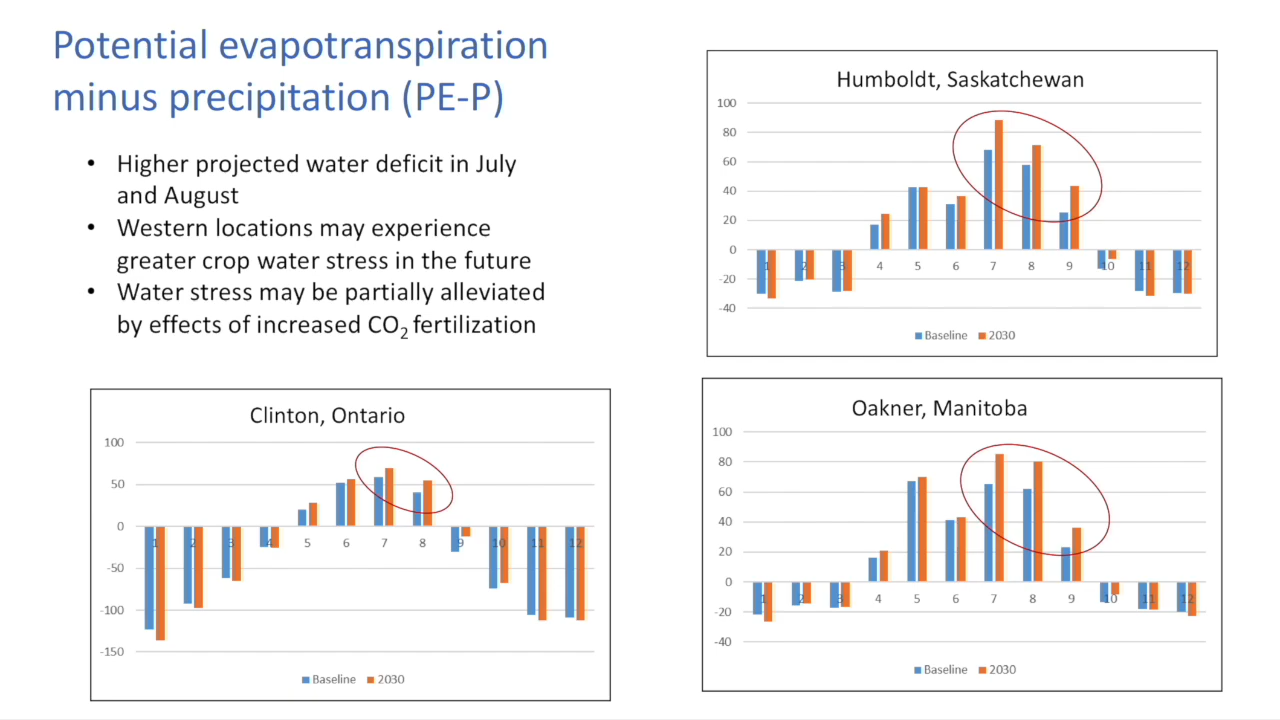 Potential evapotranspiration
minus precipitation (PE-P)
• Higher projected water deficit in July
and August
• Western locations may experience
greater crop water stress in the future
• Water stress may be partially alleviated
by effects of increased CO2 fertilization
Humboldt, Saskatchewan
100
80
60
40
20
0
-20
-40
1 2 3 4 5 6 7 8 9 10 11 12
Baseline 2030
Clinton, Ontario
100
50
0
-50
-100
-150
1 2 3 4 5 6 7 8 9 10 11 12
Baseline 2030
Oakner, Manitoba
100
80
60
40
20
0
-20
-40
1 2 3 4 5 6 7 8 9 10 11 12
Baseline 2030